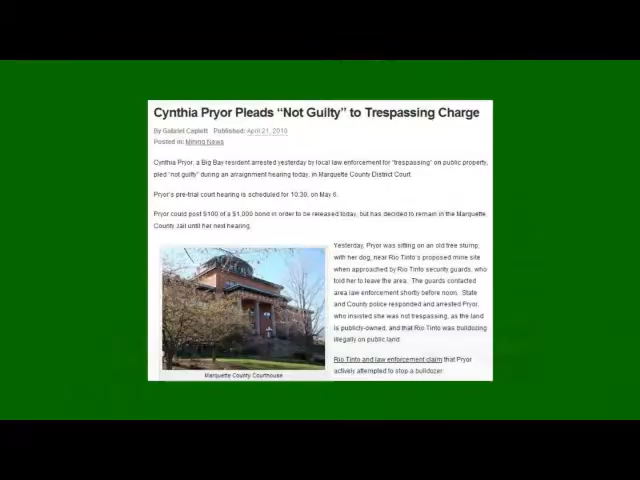 Cynthia Pryor Pleads “Not Guilty” to Trespassing Charge
By Gabriel Caplett Published: April 21, 2010
Posted in: Mining News
Cynthia Pryor, a Big Bay resident arrested yesterday by local law enforcement for “trespassing” on public property,
pled “not guilty” during an arraignment hearing today, in Marquette County District Court.
Pryor’s pre-trial court hearing is scheduled for 10:30, on May 6.
Pryor could post $100 of a $1,000 bond in order to be released today, but has decided to remain in the Marquette
County Jail until her next hearing.
Yesterday, Pryor was sitting on an old tree stump,
with her dog, near Rio Tinto’s proposed mine site
when approached by Rio Tinto security guards, who
told her to leave the area. The guards contacted
area law enforcement shortly before noon. State
and County police responded and arrested Pryor,
who insisted she was not trespassing, as the land
is publicly-owned, and that Rio Tinto was bulldozing
illegally on public land.
Marquette County Courthouse
Rio Tinto and law enforcement claim that Pryor
actively attempted to stop a bulldozer.